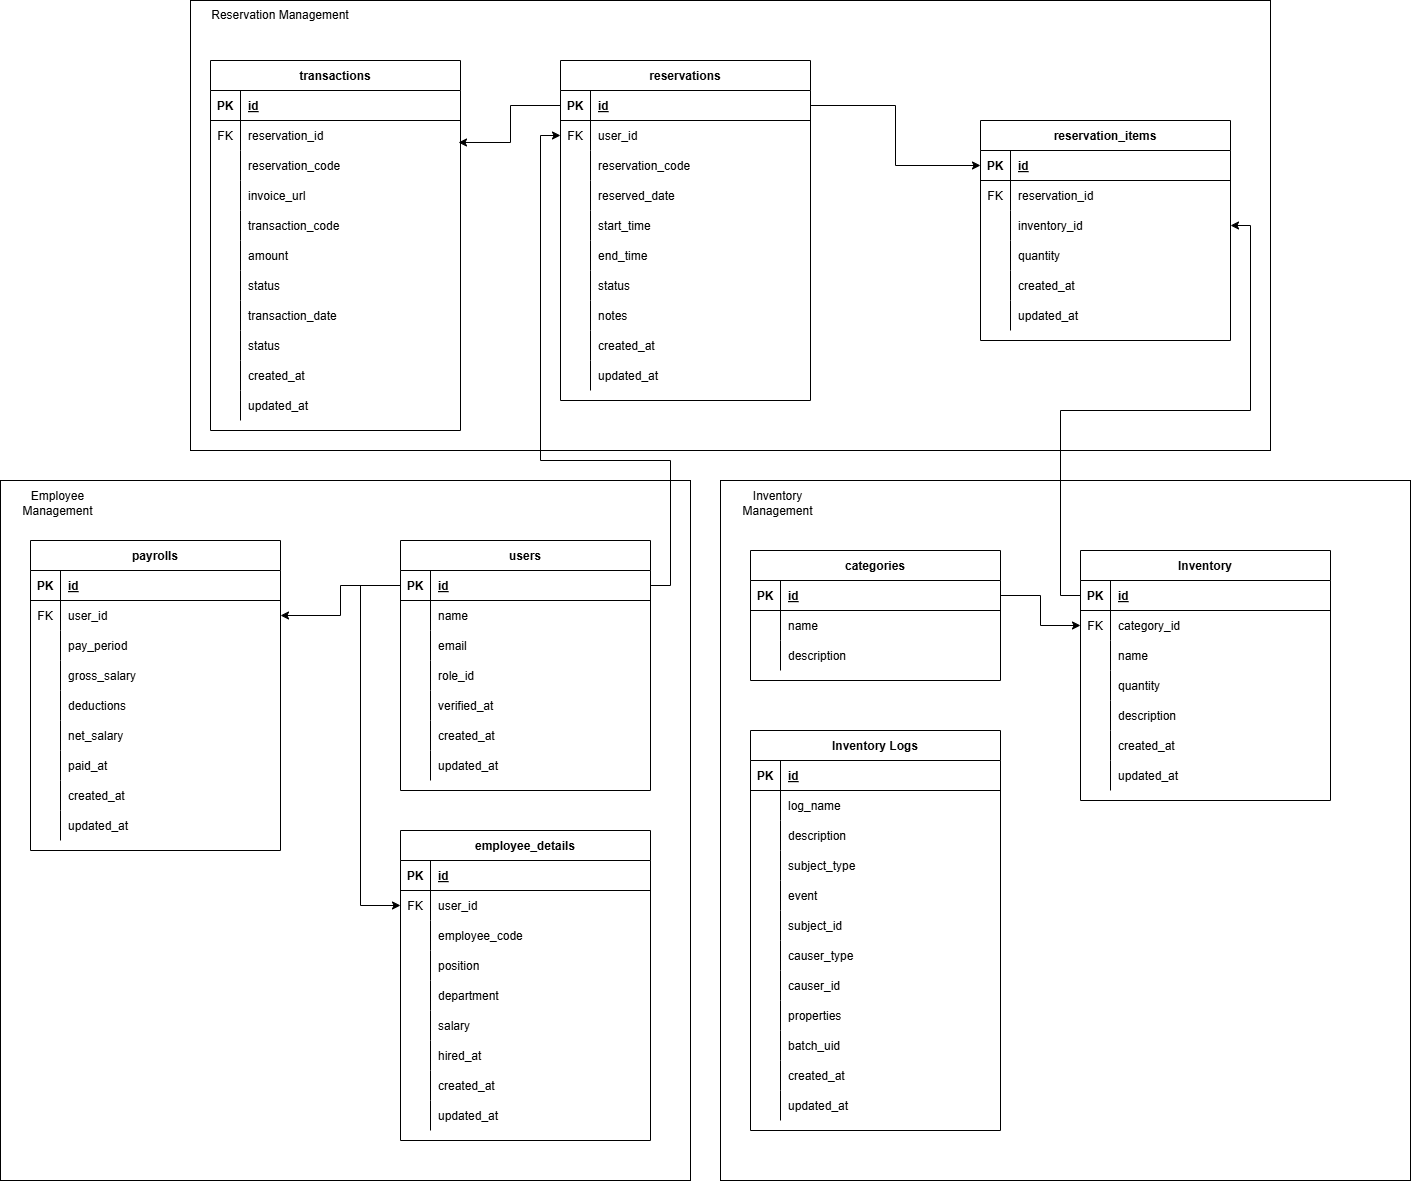 Reservation Management
transactions
PK id
FK reservation_id
reservation_code
invoice_url
transaction_code
amount
status
transaction_date
status
created_at
updated_at
reservations
PK id
FK user_id
reservation_code
reserved_date
start_time
end_time
status
notes
created_at
updated_at
reservation_items
PK id
FK reservation_id
inventory_id
quantity
created_at
updated_at
Employee
Management
payrolls
PK id
FK user_id
pay_period
gross_salary
deductions
net_salary
paid_at
created_at
updated_at
users
PK id
name
email
role_id
verified_at
created_at
updated_at
employee_details
PK id
FK user_id
employee_code
position
department
salary
hired_at
created_at
updated_at
Inventory
Management
categories
PK id
name
description
Inventory
PK id
FK category_id
name
quantity
description
created_at
updated_at
Inventory Logs
PK id
log_name
description
subject_type
event
subject_id
causer_type
causer_id
properties
batch_uid
created_at
updated_at